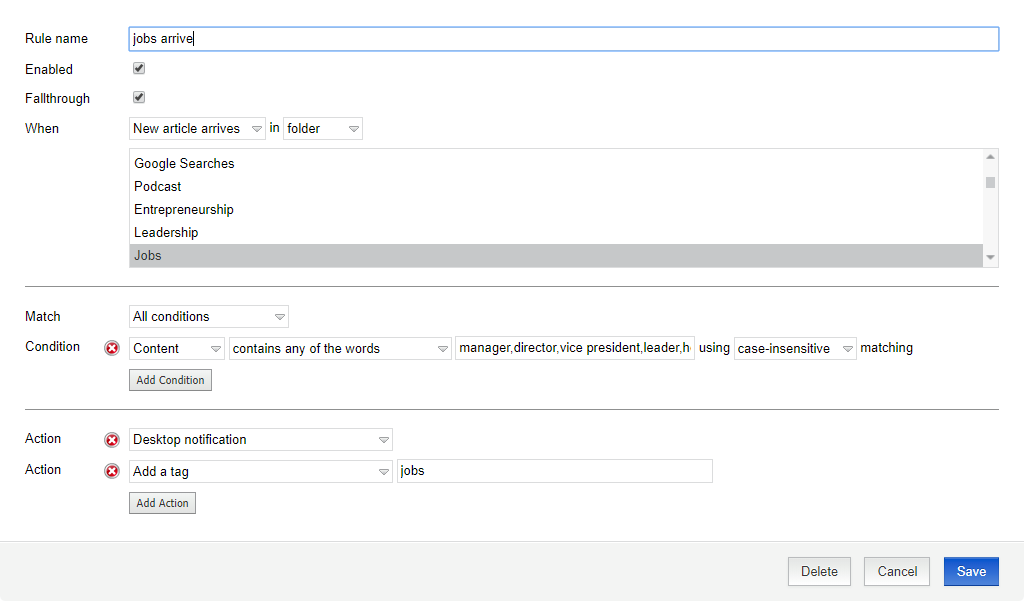 Rule name jobs arrive
Enabled
Fallthrough
When New article arrives in folder
Google Searches
Podcast
Entrepreneurship
Leadership
Jobs
Match All conditions
Condition Content contains any of the words manager,director,vice president,leader,h using case-insensitive matching
Add Condition
Action Desktop notification
Action Add a tag jobs
Add Action
Delete Cancel Save